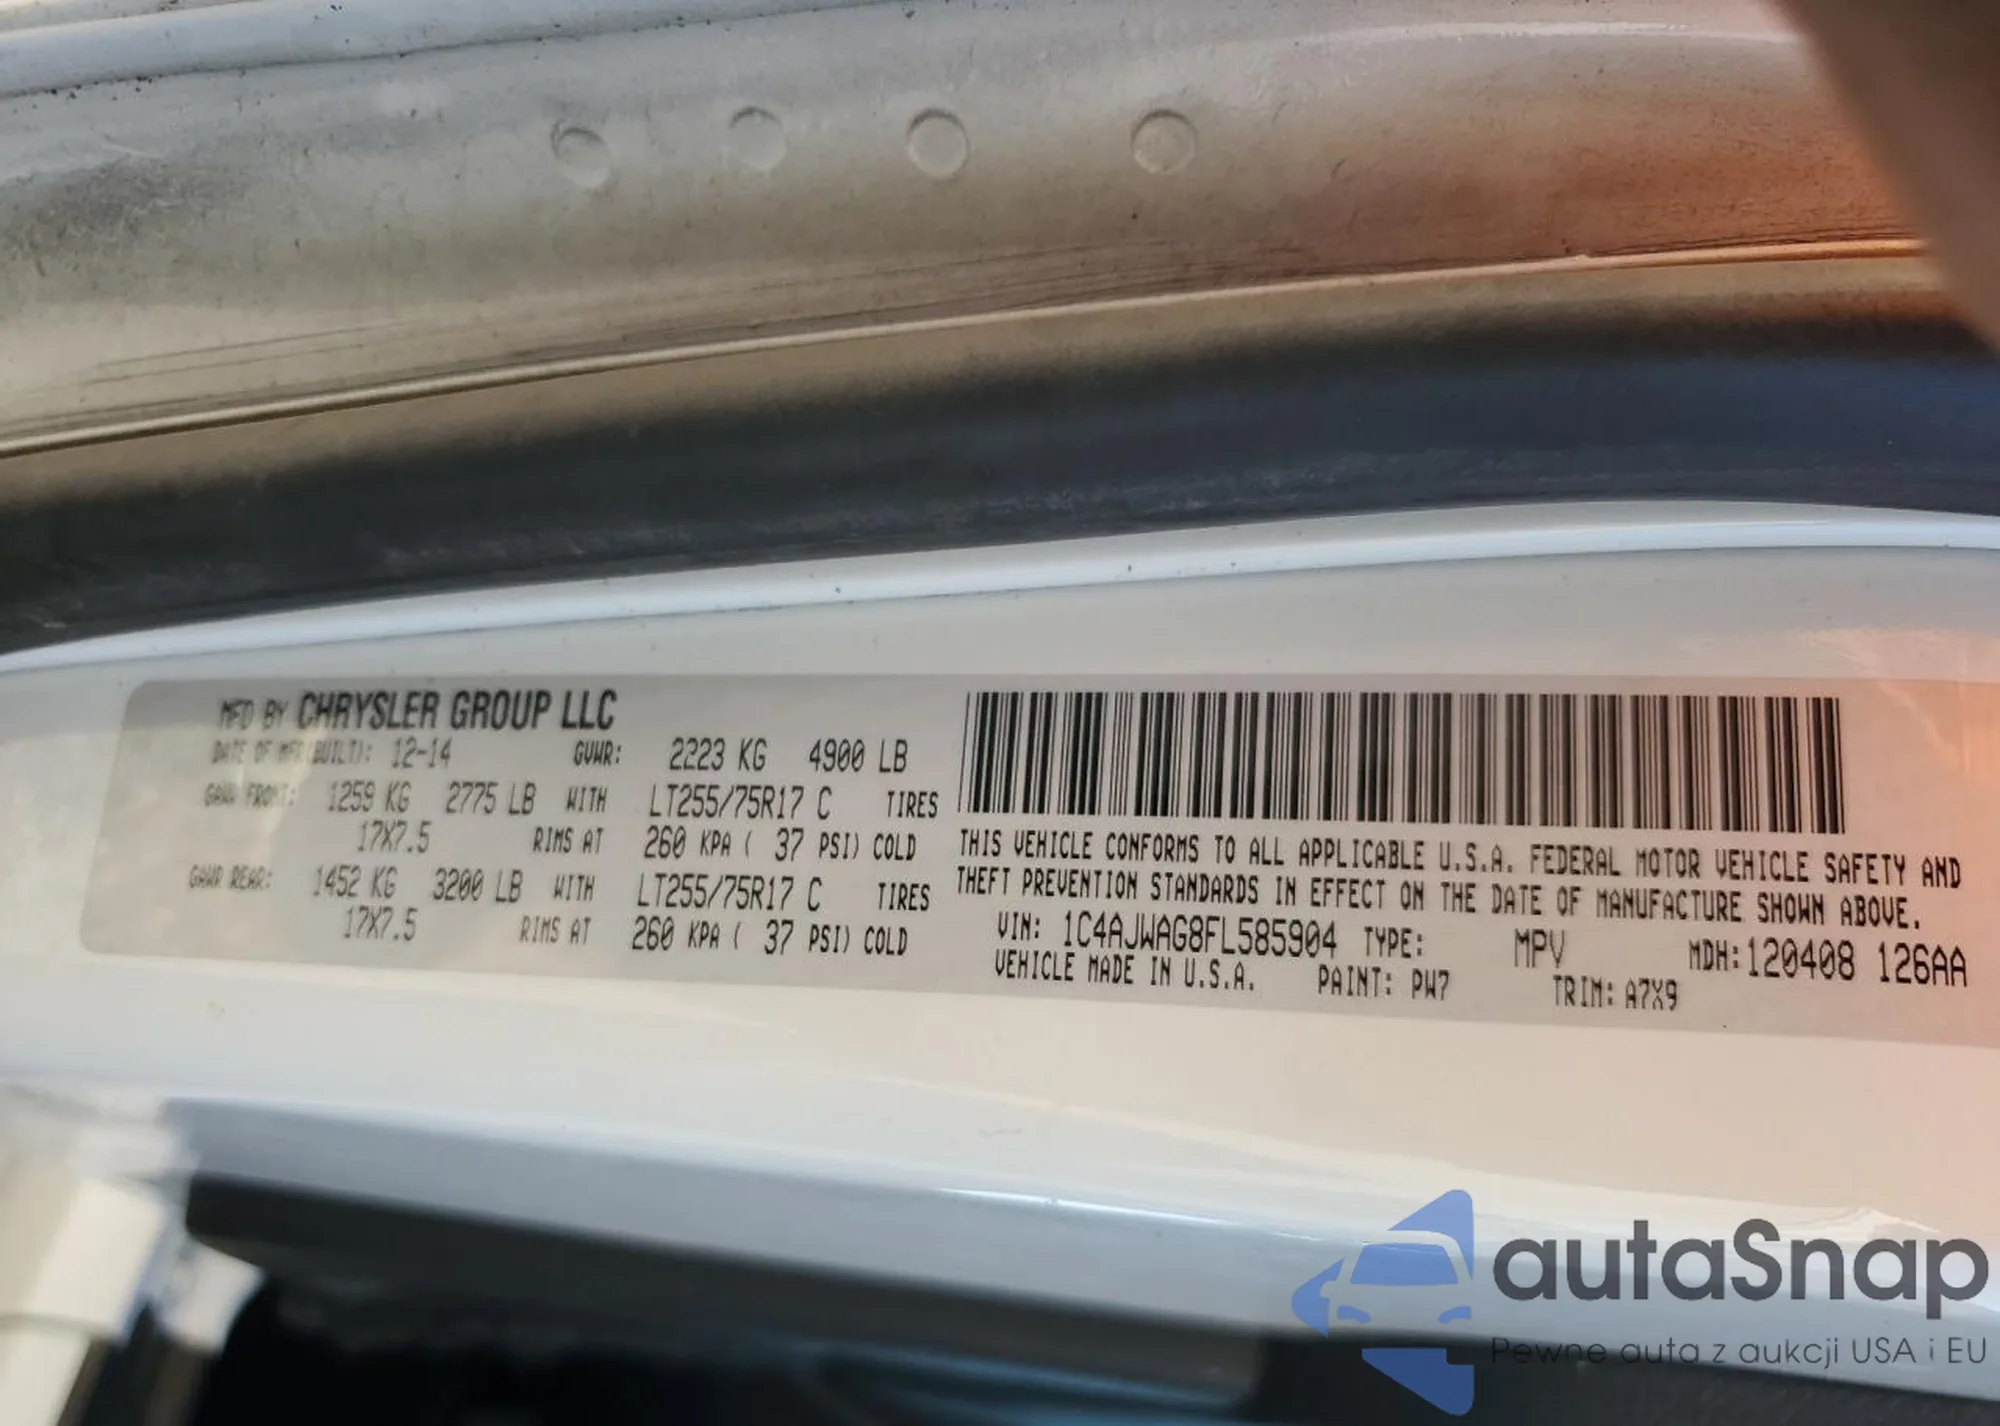 MFD BY CHRYSLER GROUP LLC
DATE OF MFR(BUILT): 12-14 GVWR: 2223 KG 4900 LB
GAWR FRONT: 1259 KG 2775 LB WITH LT255/75R17 C TIRES
17X7.5 RIMS AT 260 KPA ( 37 PSI) COLD
GAWR REAR: 1452 KG 3200 LB WITH LT255/75R17 C TIRES
17X7.5 RIMS AT 260 KPA ( 37 PSI) COLD
THIS VEHICLE CONFORMS TO ALL APPLICABLE U.S.A. FEDERAL MOTOR VEHICLE SAFETY AND
THEFT PREVENTION STANDARDS IN EFFECT ON THE DATE OF MANUFACTURE SHOWN ABOVE.
VIN: 1C4AJWAG8FL585904 TYPE: MPV MDH:120408 126AA
VEHICLE MADE IN U.S.A. PAINT: PW7 TRIM: A7X9
autaSnap
Pewne auta z aukcji USA i EU